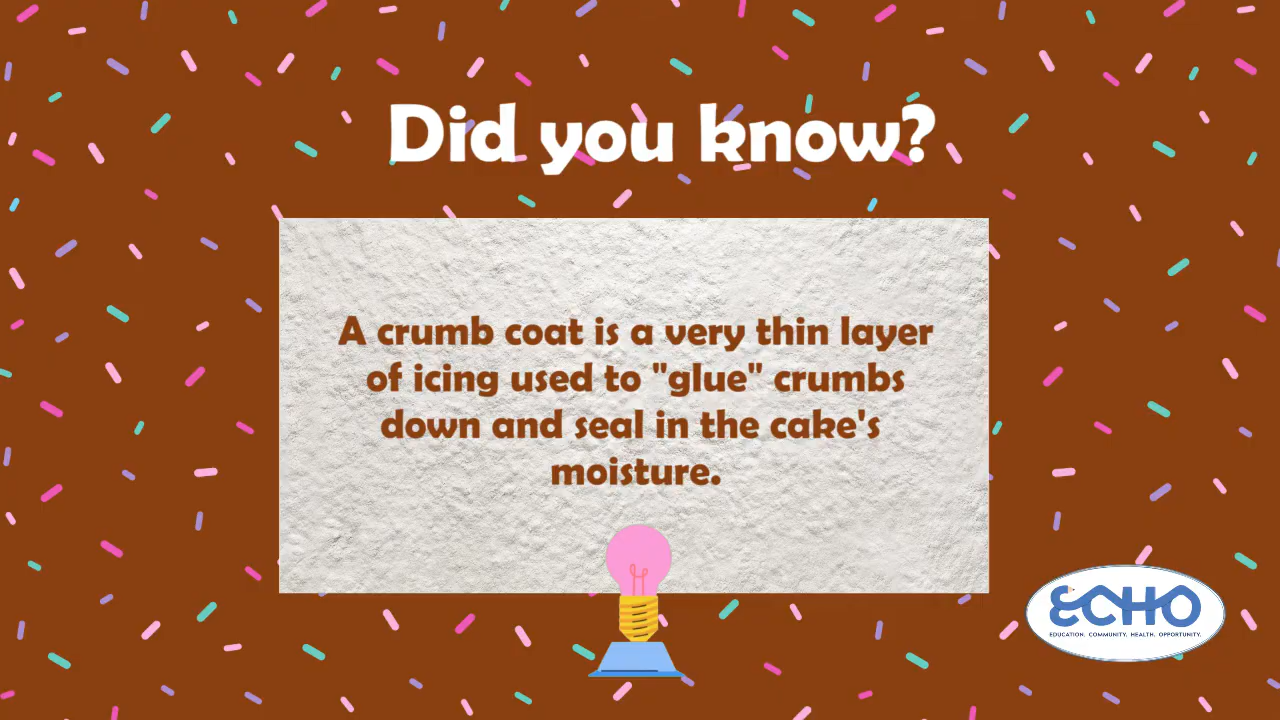 Did you know?
A crumb coat is a very thin layer
of icing used to "glue" crumbs
down and seal in the cake's
moisture.
ECHO
EDUCATION. COMMUNITY. HEALTH. OPPORTUNITY.